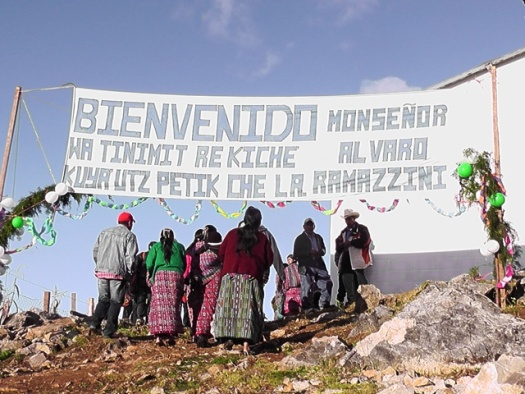 BIENVENIDO MONSEÑOR
WA TINIMIT RE KICHE ALVARO
KUYA UTZ PETIK CHE LA RAMAZZINI